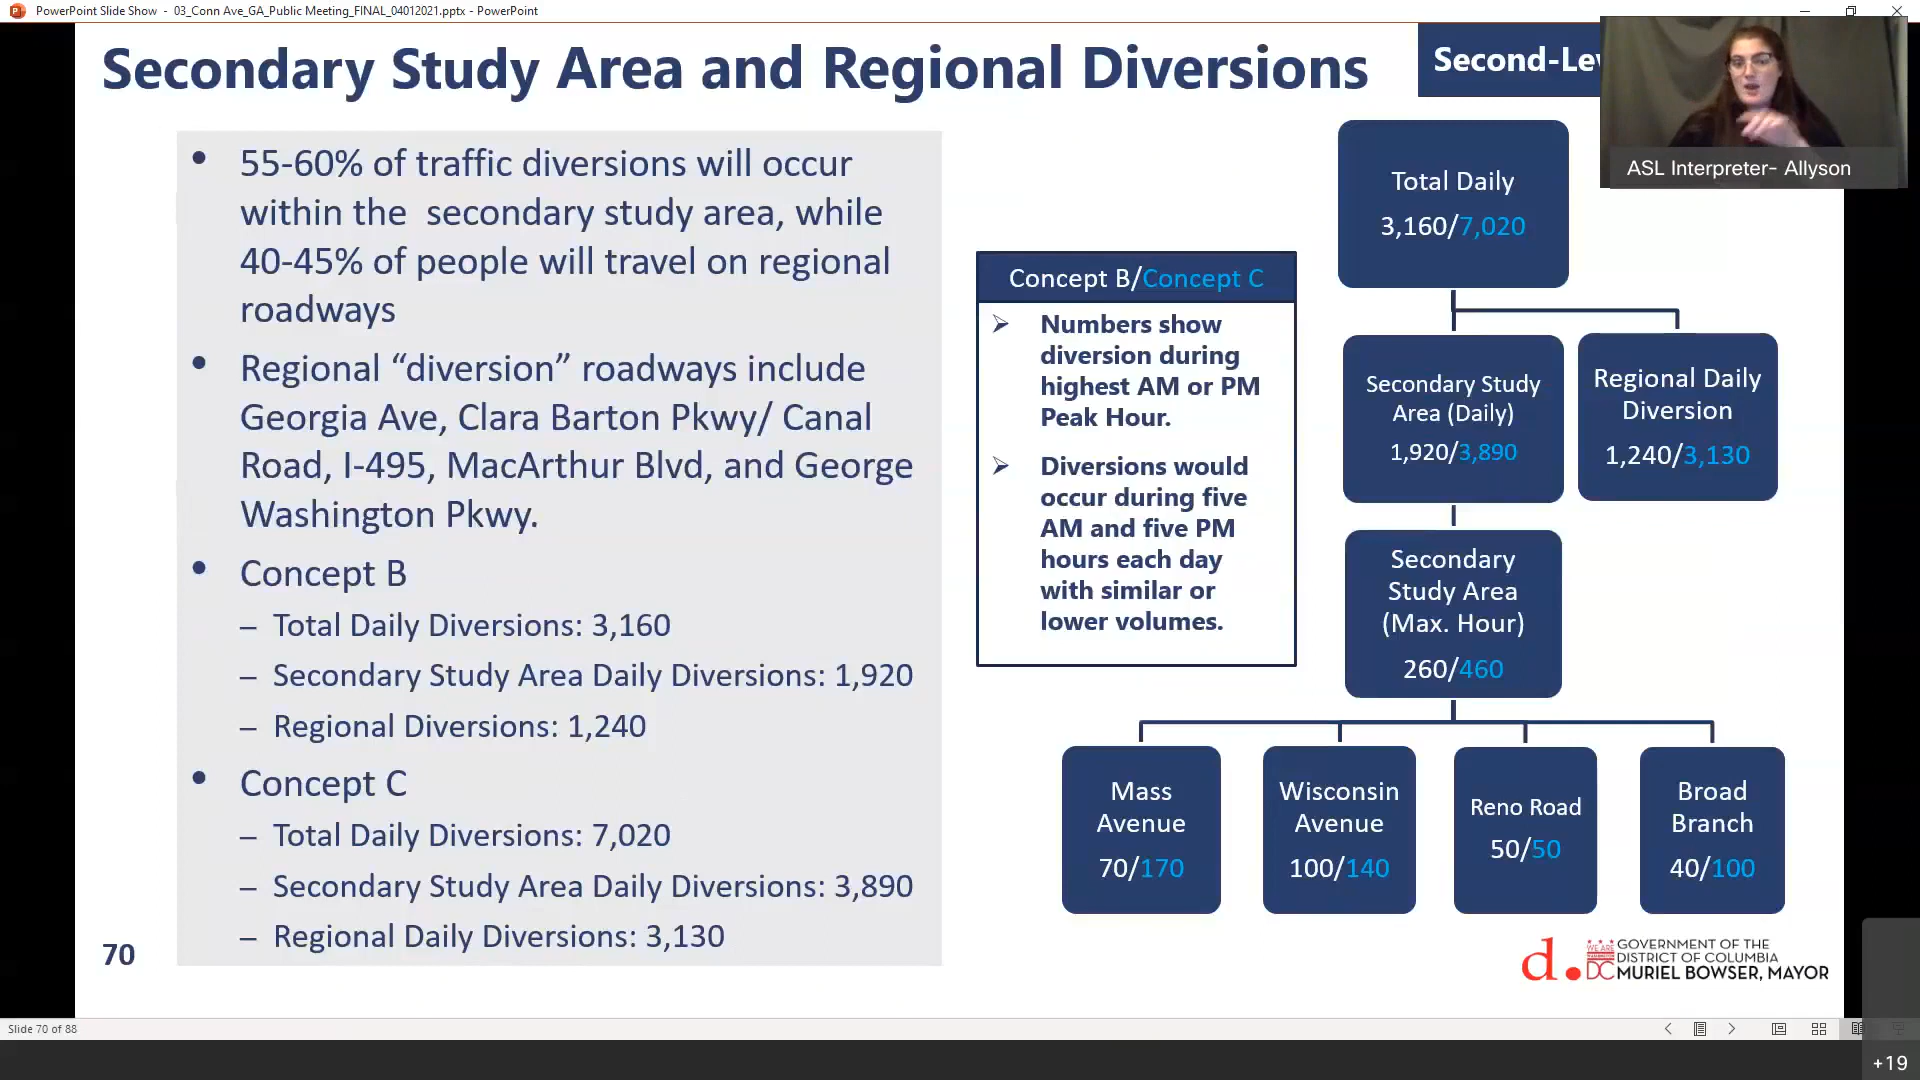 PowerPoint Slide Show - 03_Conn Ave_GA_Public Meeting_FINAL_04012021.pptx - PowerPoint
Secondary Study Area and Regional Diversions
Second-Le
ASL Interpreter- Allyson
• 55-60% of traffic diversions will occur
within the secondary study area, while
40-45% of people will travel on regional
roadways
• Regional “diversion” roadways include
Georgia Ave, Clara Barton Pkwy/ Canal
Road, I-495, MacArthur Blvd, and George
Washington Pkwy.
• Concept B
– Total Daily Diversions: 3,160
– Secondary Study Area Daily Diversions: 1,920
– Regional Diversions: 1,240
• Concept C
– Total Daily Diversions: 7,020
– Secondary Study Area Daily Diversions: 3,890
– Regional Daily Diversions: 3,130
70
Concept B/Concept C
➢ Numbers show
diversion during
highest AM or PM
Peak Hour.
➢ Diversions would
occur during five
AM and five PM
hours each day
with similar or
lower volumes.
Total Daily
3,160/7,020
Secondary Study
Area (Daily)
1,920/3,890
Regional Daily
Diversion
1,240/3,130
Secondary
Study Area
(Max. Hour)
260/460
Mass
Avenue
70/170
Wisconsin
Avenue
100/140
Reno Road
50/50
Broad
Branch
40/100
d.
WE ARE
WASHINGTON
DC
GOVERNMENT OF THE
DISTRICT OF COLUMBIA
MURIEL BOWSER, MAYOR
Slide 70 of 88
+19